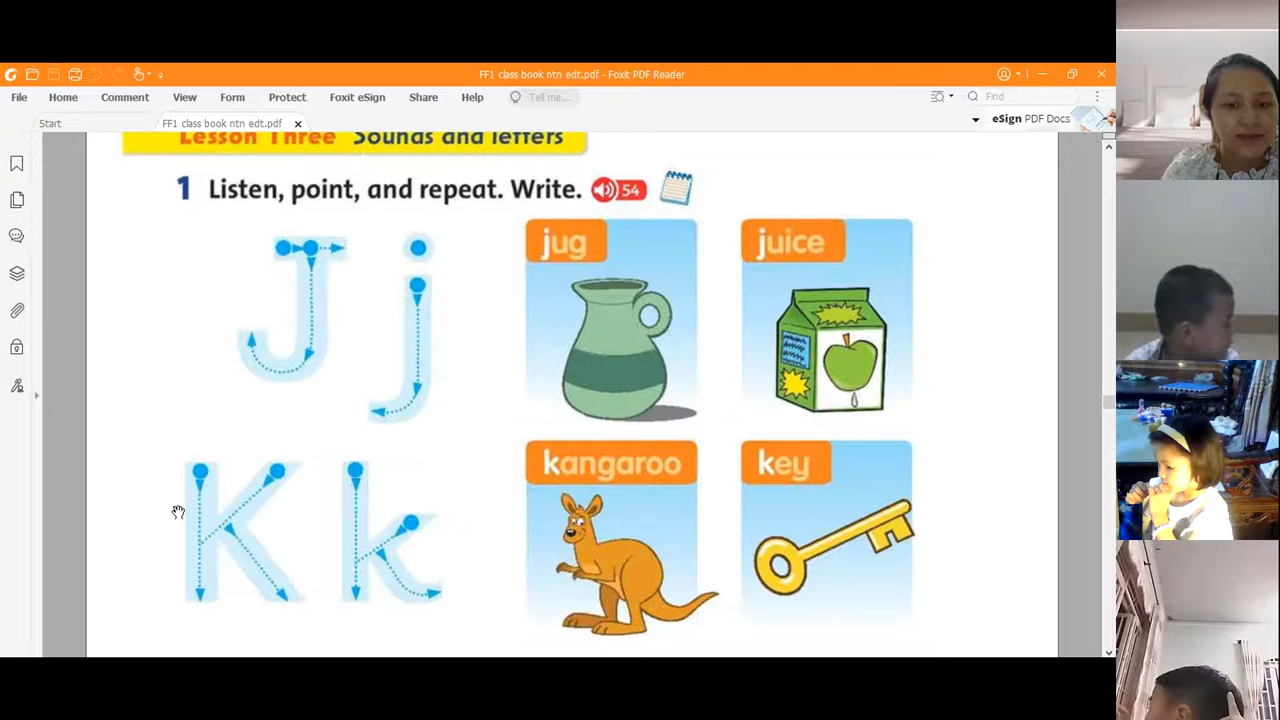 FF1 class book ntn edt.pdf - Foxit PDF Reader
File Home Comment View Form Protect Foxit eSign Share Help Tell me... Find
Start FF1 class book ntn edt.pdf eSign PDF Docs
Lesson Three Sounds and letters
1 Listen, point, and repeat. Write. 54
J j
jug
juice
K k
kangaroo
key